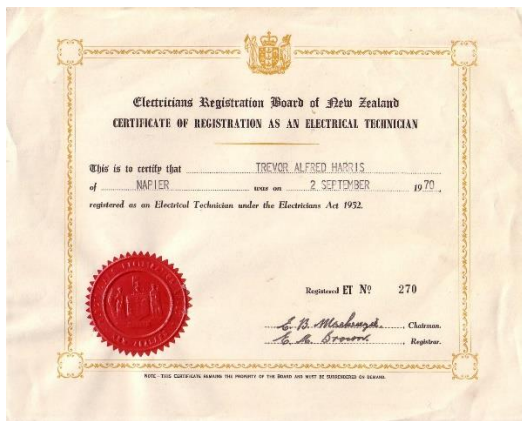 Electricians Registration Board of New Zealand
CERTIFICATE OF REGISTRATION AS AN ELECTRICAL TECHNICIAN
This is to certify that TREVOR ALFRED HARRIS
of NAPIER was on 2 SEPTEMBER 1970,
registered as an Electrical Technician under the Electricians Act 1952.
Registered ET Nº 270
E. B. Mackenzie. Chairman.
Brown. Registrar.
NOTE - THIS CERTIFICATE REMAINS THE PROPERTY OF THE BOARD AND MUST BE SURRENDERED ON DEMAND.